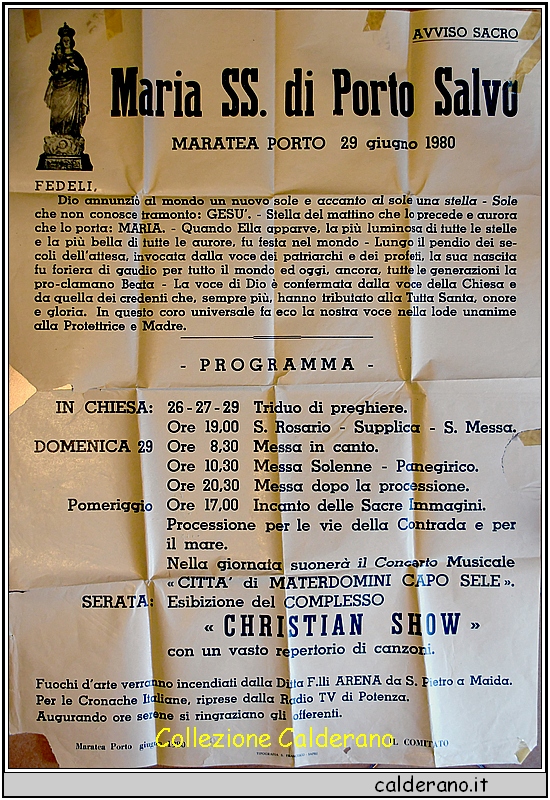 AVVISO SACRO
Maria SS. di Porto Salvo
MARATEA PORTO 29 giugno 1980
FEDELI,
Dio annunziò al mondo un nuovo sole e accanto al sole una stella - Sole
che non conosce tramonto: GESU'. - Stella del mattino che lo precede e aurora
che lo porta: MARIA. - Quando Ella apparve, la più luminosa di tutte le stelle
e la più bella di tutte le aurore, fu festa nel mondo - Lungo il pendio dei se-
coli dell'attesa, invocata dalla voce dei patriarchi e dei profeti, la sua nascita
fu foriera di gaudio per tutto il mondo ed oggi, ancora, tutte le generazioni la
pro-clamano Beata - La voce di Dio è confermata dalla voce della Chiesa e
da quella dei credenti che, sempre più, hanno tributato alla Tutta Santa, onore
e gloria. In questo coro universale fa eco la nostra voce nella lode unanime
alla Protettrice e Madre.
- PROGRAMMA -
IN CHIESA: 26-27-29 Triduo di preghiere.
Ore 19,00 S. Rosario - Supplica - S. Messa.
DOMENICA 29 Ore 8,30 Messa in canto.
Ore 10,30 Messa Solenne - Panegirico.
Ore 20,30 Messa dopo la processione.
Pomeriggio Ore 17,00 Incanto delle Sacre Immagini.
Processione per le vie della Contrada e per
il mare.
Nella giornata suonerà il Concerto Musicale
«CITTA' di MATERDOMINI CAPO SELE».
SERATA: Esibizione del COMPLESSO
« CHRISTIAN SHOW »
con un vasto repertorio di canzoni.
Fuochi d'arte verranno incendiati dalla Ditta F.lli ARENA da S. Pietro a Maida.
Per le Cronache Italiane, riprese dalla Radio TV di Potenza.
Augurando ore serene si ringraziano gli offerenti.
Maratea Porto giugno 1980
IL COMITATO
Collezione Calderano
TIPOGRAFIA S. FRANCESCO
calderano.it